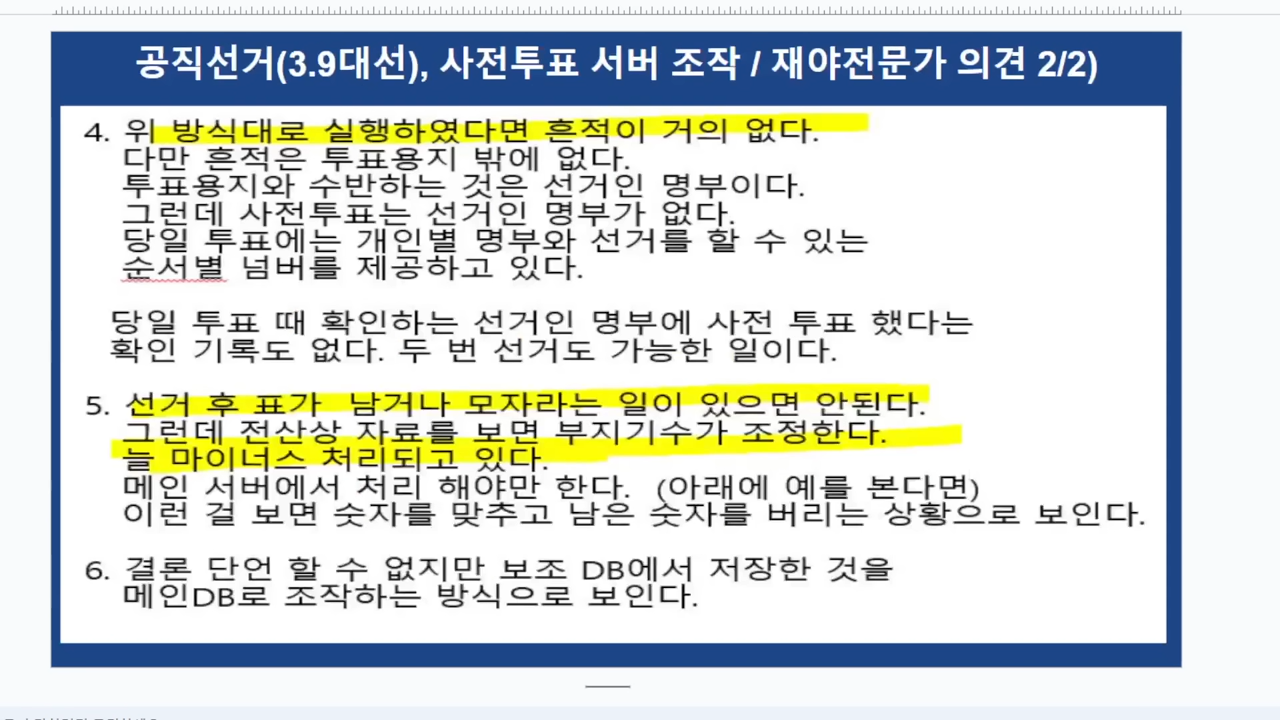 공직선거(3.9대선), 사전투표 서버 조작 / 재야전문가 의견 2/2)
4. 위 방식대로 실행하였다면 흔적이 거의 없다.
다만 흔적은 투표용지 밖에 없다.
투표용지와 수반하는 것은 선거인 명부이다.
그런데 사전투표는 선거인 명부가 없다.
당일 투표에는 개인별 명부와 선거를 할 수 있는
순서별 넘버를 제공하고 있다.
당일 투표 때 확인하는 선거인 명부에 사전 투표 했다는
확인 기록도 없다. 두 번 선거도 가능한 일이다.
5. 선거 후 표가 남거나 모자라는 일이 있으면 안된다.
그런데 전산상 자료를 보면 부지기수가 조정한다.
늘 마이너스 처리되고 있다.
메인 서버에서 처리 해야만 한다. (아래에 예를 본다면)
이런 걸 보면 숫자를 맞추고 남은 숫자를 버리는 상황으로 보인다.
6. 결론 단언 할 수 없지만 보조 DB에서 저장한 것을
메인DB로 조작하는 방식으로 보인다.